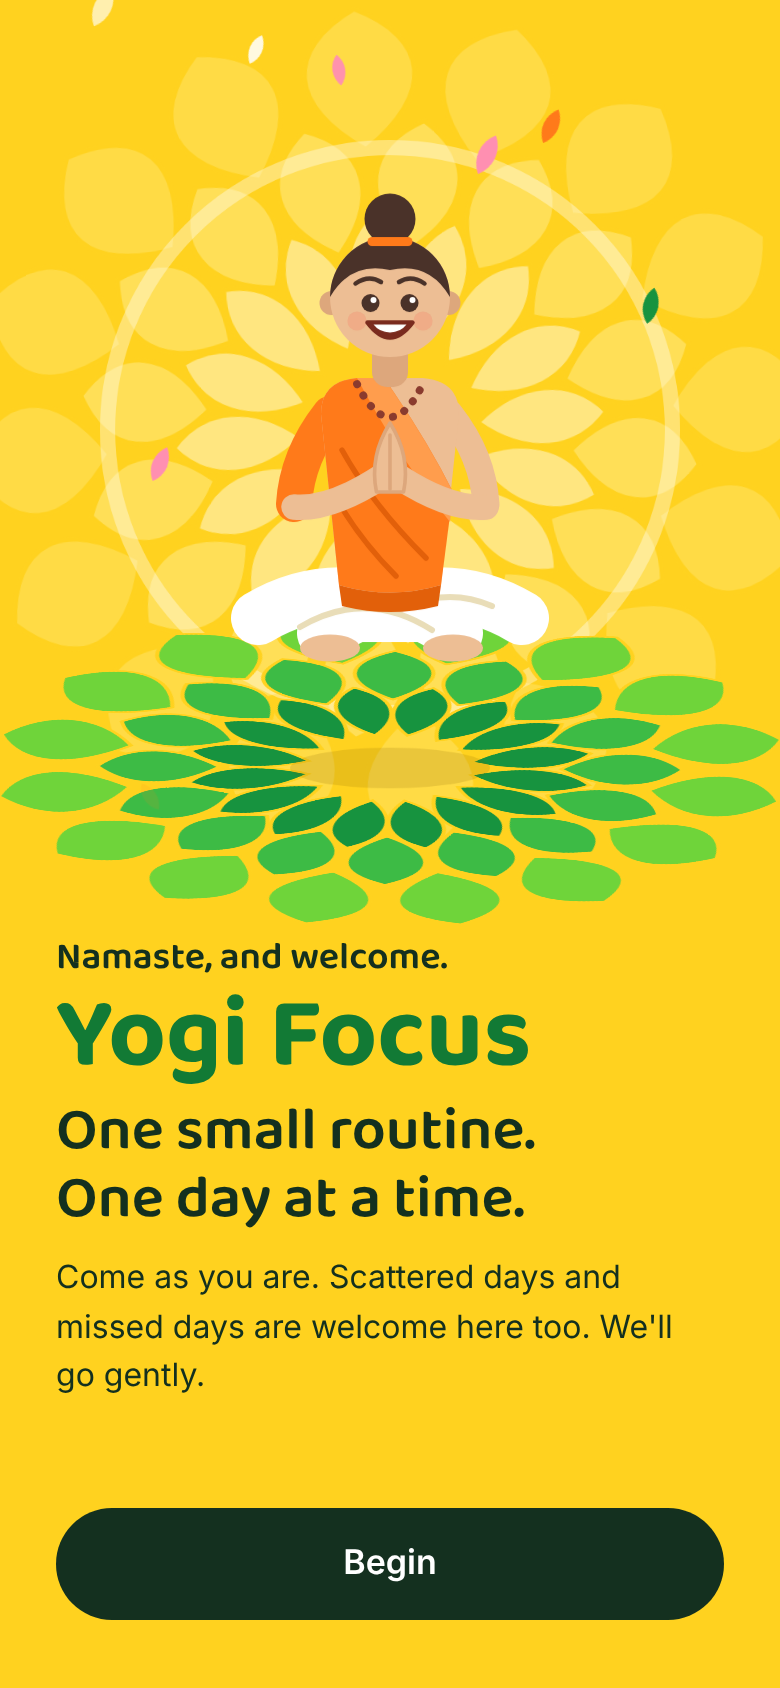 Namaste, and welcome.
Yogi Focus
One small routine.
One day at a time.
Come as you are. Scattered days and
missed days are welcome here too. We'll
go gently.
Begin